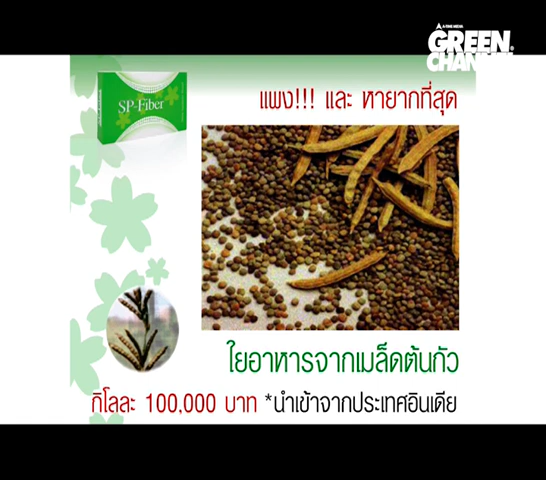 A FINE MEDIA
GREEN
CHANNEL
SP-Fiber
แพง!!! และ หายากที่สุด
ใยอาหารจากเมล็ดต้นกัว
กิโลละ 100,000 บาท *นำเข้าจากประเทศอินเดีย